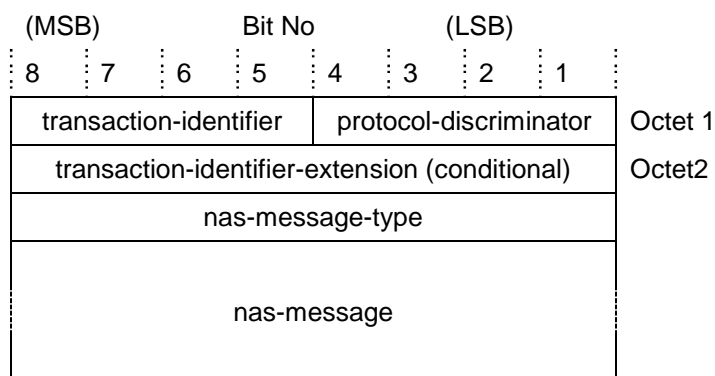 (MSB) Bit No (LSB)
8 7 6 5 4 3 2 1
transaction-identifier protocol-discriminator Octet 1
transaction-identifier-extension (conditional) Octet2
nas-message-type
nas-message